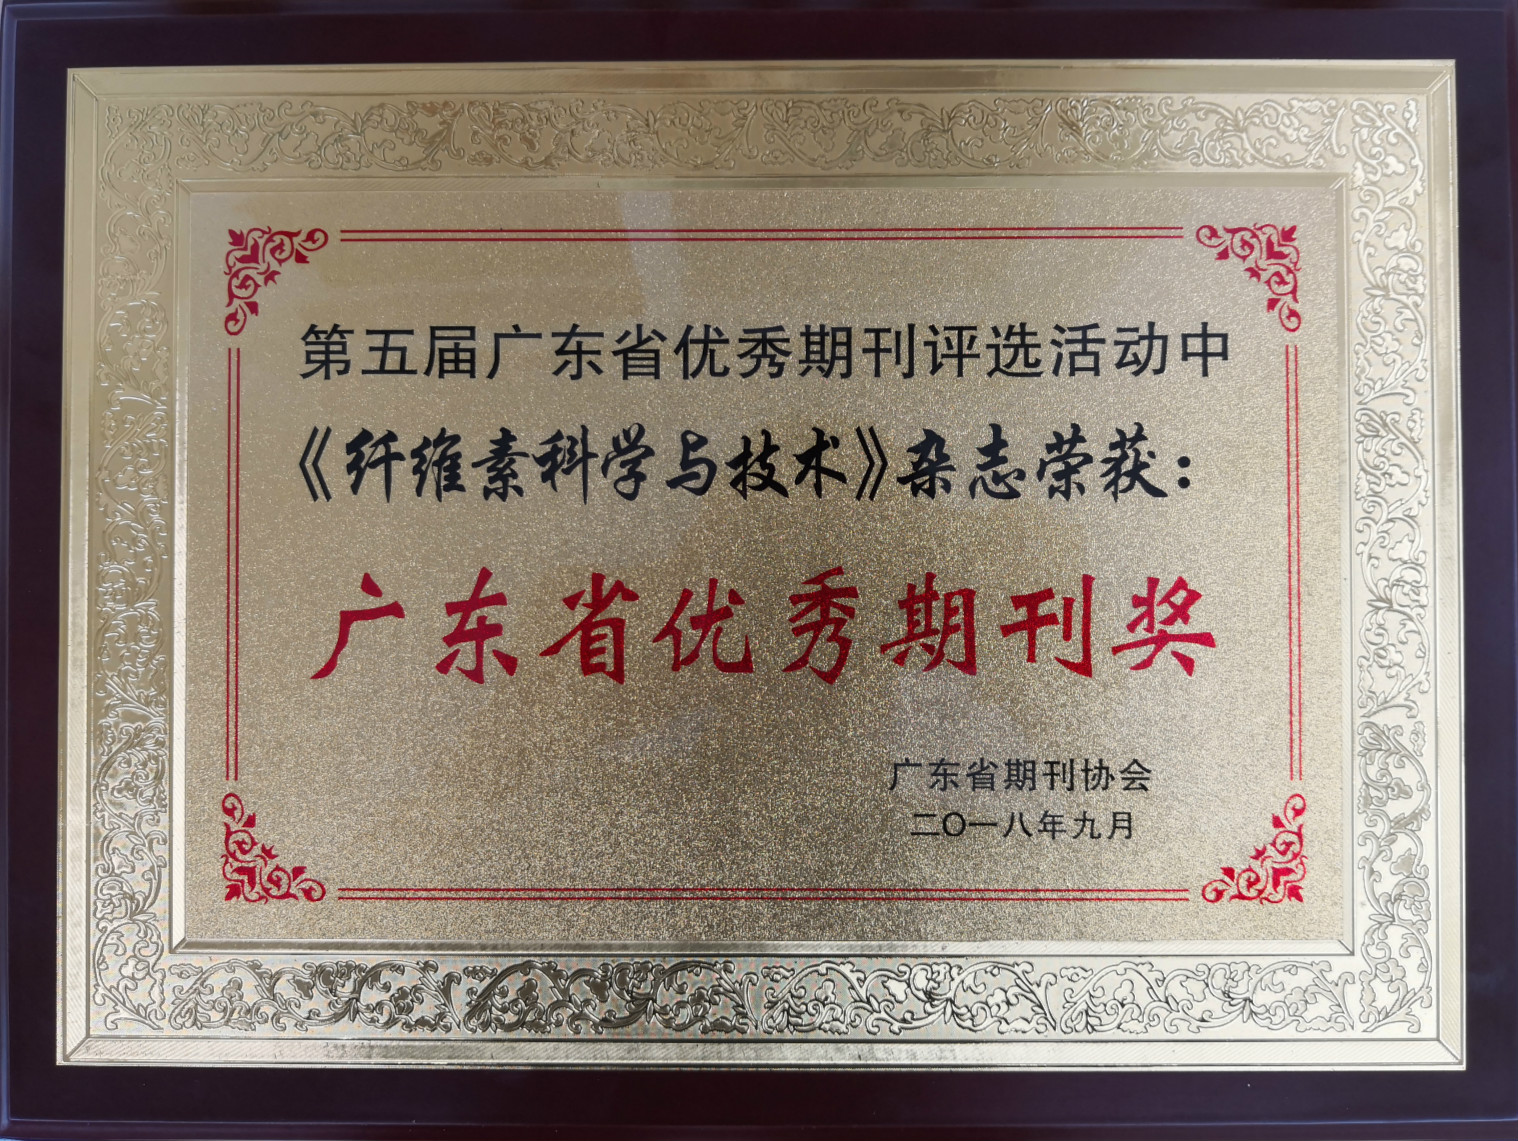 第五届广东省优秀期刊评选活动中
《纤维素科学与技术》杂志荣获：
广东省优秀期刊奖
广东省期刊协会
二〇一八年九月